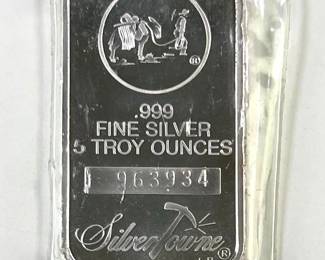 ®
.999
FINE SILVER
5 TROY OUNCES
963934
SilverTowne
L.P. ®